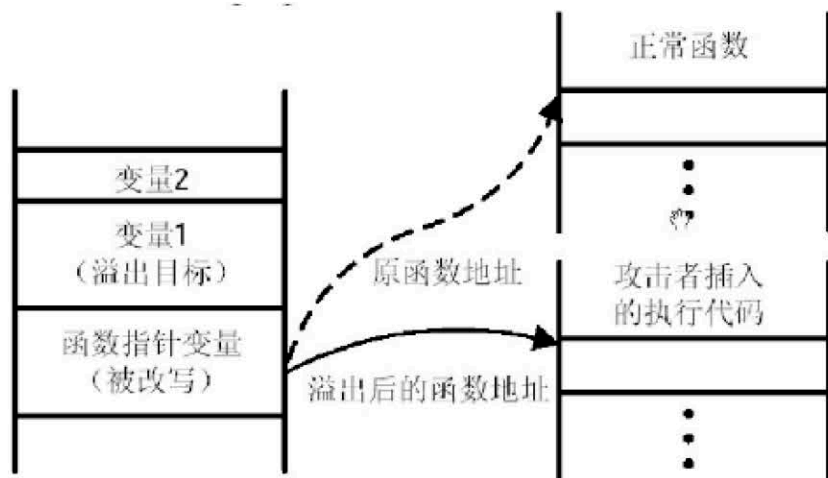 正常函数
变量2
变量1
（溢出目标）
原函数地址
攻击者插入
的执行代码
函数指针变量
（被改写）
溢出后的函数地址